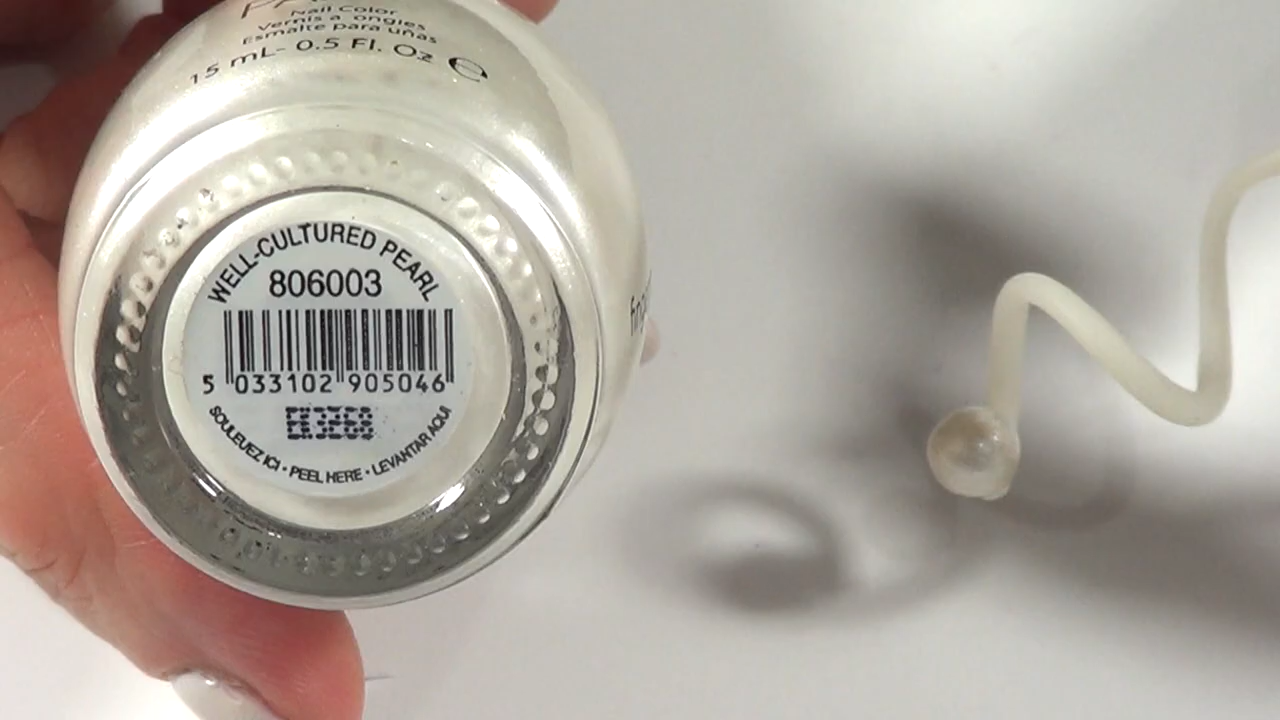 Nail Color
Vernis a ongles
Esmalte para uñas
15 mL- 0.5 Fl. Oz e
WELL-CULTURED PEARL
806003
5 033102 905046
SOULEVEZ ICI • PEEL HERE • LEVANTAR AQUI